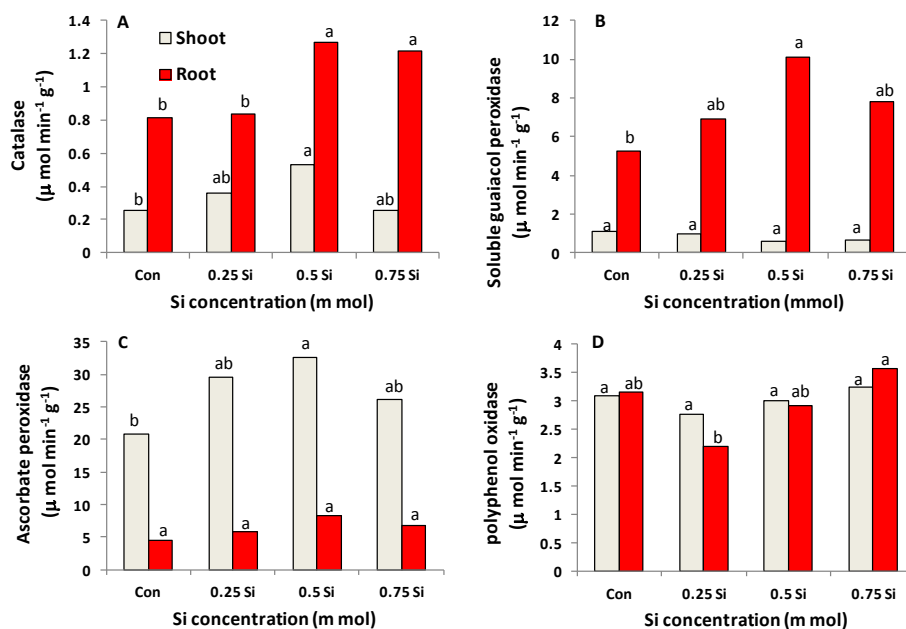 A
Shoot
Root
Catalase
(μ mol min⁻¹ g⁻¹)
1.4
1.2
1
0.8
0.6
0.4
0.2
0
b
b
ab
b
a
a
ab
a
Con
0.25 Si
0.5 Si
0.75 Si
Si concentration (m mol)
B
Soluble guaiacol peroxidase
(μ mol min⁻¹ g⁻¹)
12
10
8
6
4
2
0
a
b
a
ab
a
a
a
ab
Con
0.25 Si
0.5 Si
0.75 Si
Si concentration (mmol)
C
Ascorbate peroxidase
(μ mol min⁻¹ g⁻¹)
35
30
25
20
15
10
5
0
b
a
ab
a
a
a
ab
a
Con
0.25 Si
0.5 Si
0.75 Si
Si concentration (m mol)
D
polyphenol oxidase
(μ mol min⁻¹ g⁻¹)
4
3.5
3
2.5
2
1.5
1
0.5
0
a
ab
a
b
a
ab
a
a
Con
0.25 Si
0.5 Si
0.75 Si
Si concentration (m mol)